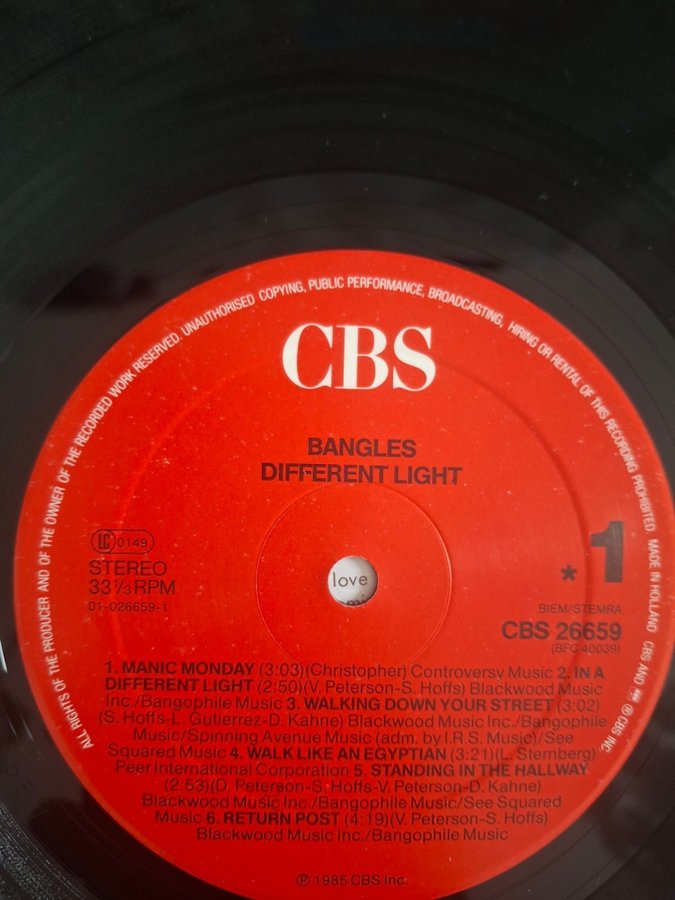 ALL RIGHTS OF THE PRODUCER AND OF THE OWNER OF THE RECORDED WORK RESERVED. UNAUTHORISED COPYING, PUBLIC PERFORMANCE, BROADCASTING, HIRING OR RENTAL OF THIS RECORDING PROHIBITED MADE IN HOLLAND CBS AND ℗ CBS INC.
CBS
BANGLES
DIFFERENT LIGHT
LC 0149
STEREO
33 1/3 RPM
01-026659-1
love
* 1
BIEM/STEMRA
CBS 26659
(BFC 40039)
1. MANIC MONDAY (3:03)(Christopher) Controversy Music 2. IN A
DIFFERENT LIGHT (2:50)(V. Peterson-S. Hoffs) Blackwood Music
Inc./Bangophile Music 3. WALKING DOWN YOUR STREET (3:02)
(S. Hoffs-L. Gutierrez-D. Kahne) Blackwood Music Inc./Bangophile
Music/Spinning Avenue Music (adm. by I.R.S. Music)/See
Squared Music 4. WALK LIKE AN EGYPTIAN (3:21)(L. Sternberg)
Peer International Corporation 5. STANDING IN THE HALLWAY
(2:53)(D. Peterson-S. Hoffs-V. Peterson-D. Kahne)
Blackwood Music Inc./Bangophile Music/See Squared
Music 6. RETURN POST (4:19)(V. Peterson-S. Hoffs)
Blackwood Music Inc./Bangophile Music
℗ 1985 CBS Inc.